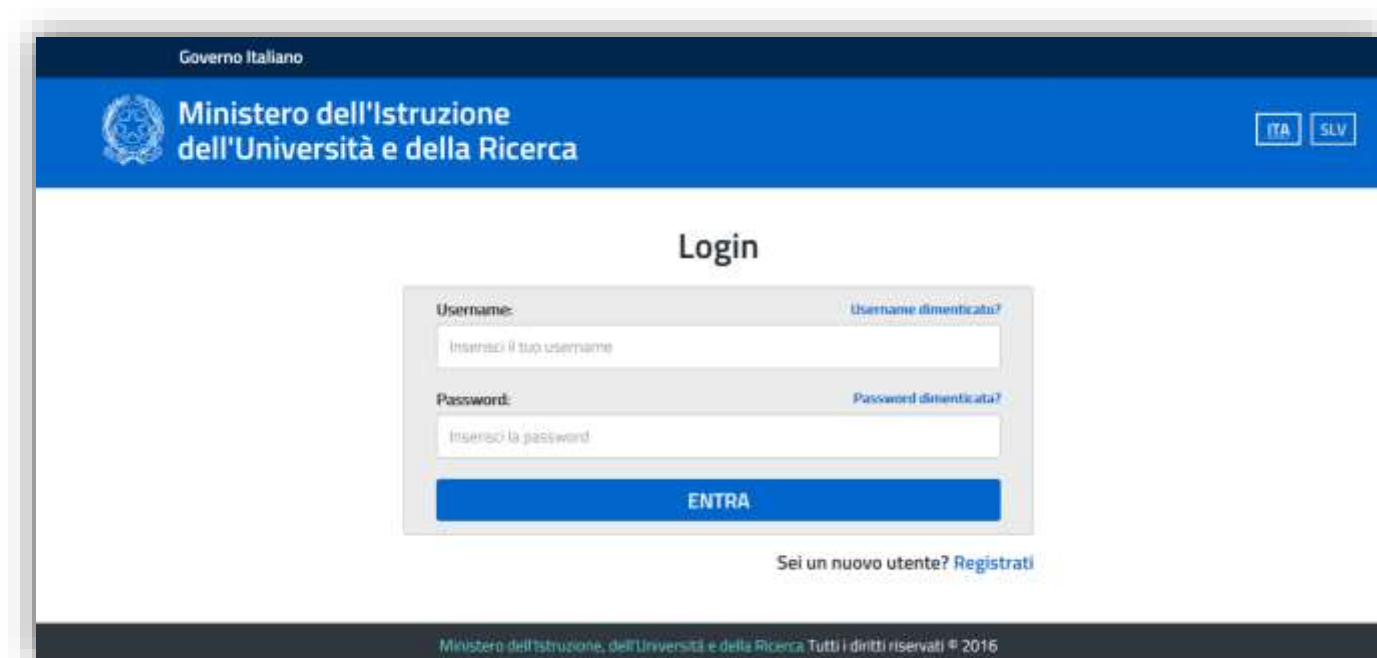 Governo Italiano
Ministero dell'Istruzione
dell'Università e della Ricerca
ITA SLV
Login
Username: Username dimenticato?
Inserisci il tuo username
Password: Password dimenticata?
Inserisci la password
ENTRA
Sei un nuovo utente? Registrati
Ministero dell'Istruzione, dell'Università e della Ricerca Tutti i diritti riservati © 2016